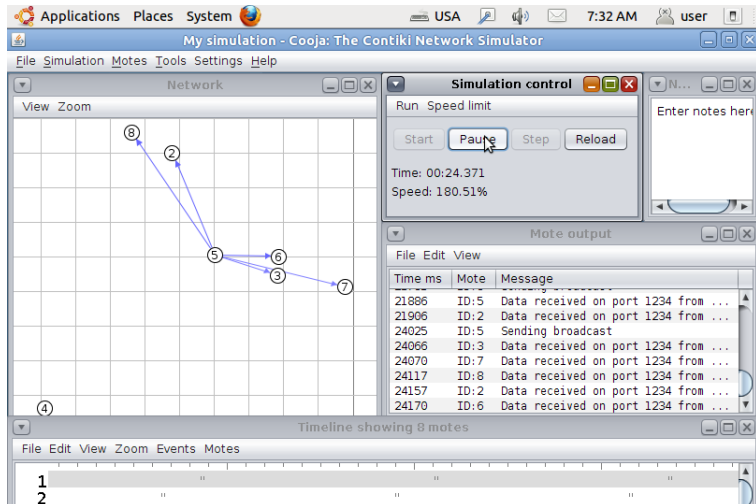 Applications Places System USA 7:32 AM user
My simulation - Cooja: The Contiki Network Simulator
File Simulation Motes Tools Settings Help
Network
View Zoom
8
2
5
6
3
7
4
Simulation control
Run Speed limit
Start Pause Step Reload
Time: 00:24.371
Speed: 180.51%
N...
Enter notes here
Mote output
File Edit View
Time ms Mote Message
21886 ID:5 Data received on port 1234 from ...
21906 ID:2 Data received on port 1234 from ...
24025 ID:5 Sending broadcast
24066 ID:3 Data received on port 1234 from ...
24070 ID:7 Data received on port 1234 from ...
24117 ID:8 Data received on port 1234 from ...
24157 ID:2 Data received on port 1234 from ...
24170 ID:6 Data received on port 1234 from ...
Timeline showing 8 motes
File Edit View Zoom Events Motes
1
2